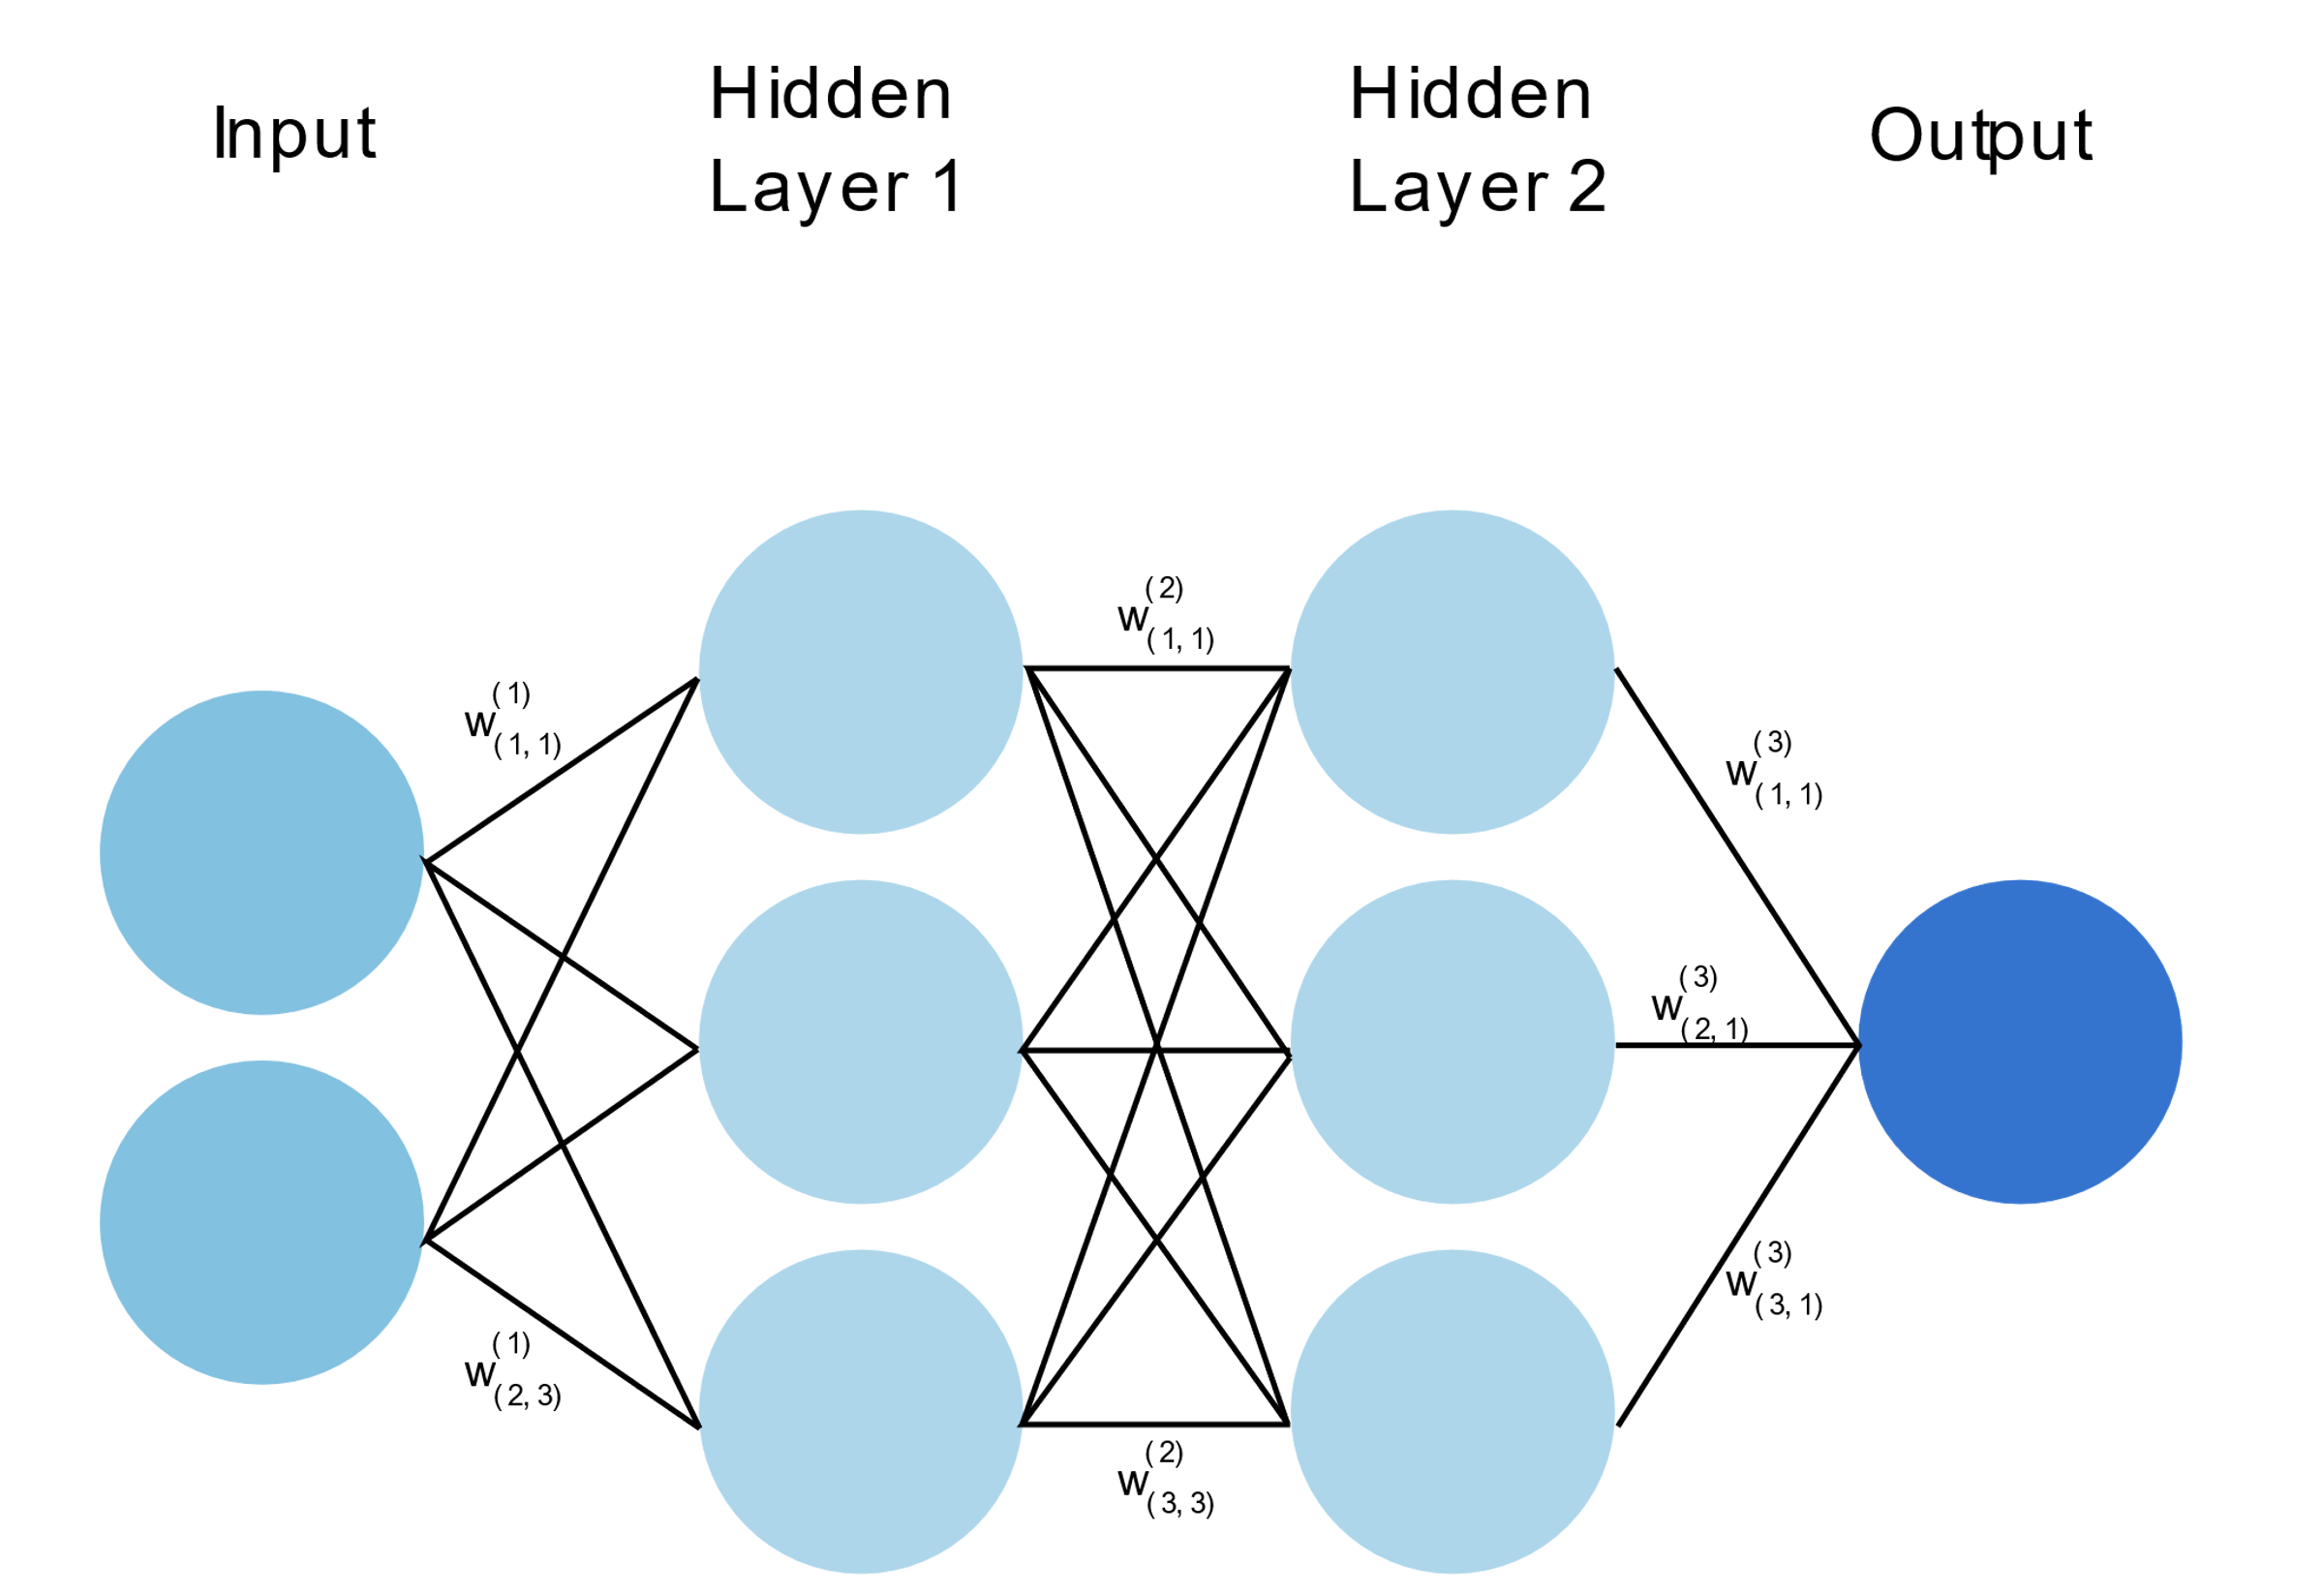 Input
Hidden
Layer 1
Hidden
Layer 2
Output
w(1,1)(1)
w(2,3)(1)
w(1,1)(2)
w(3,3)(2)
w(1,1)(3)
w(2,1)(3)
w(3,1)(3)